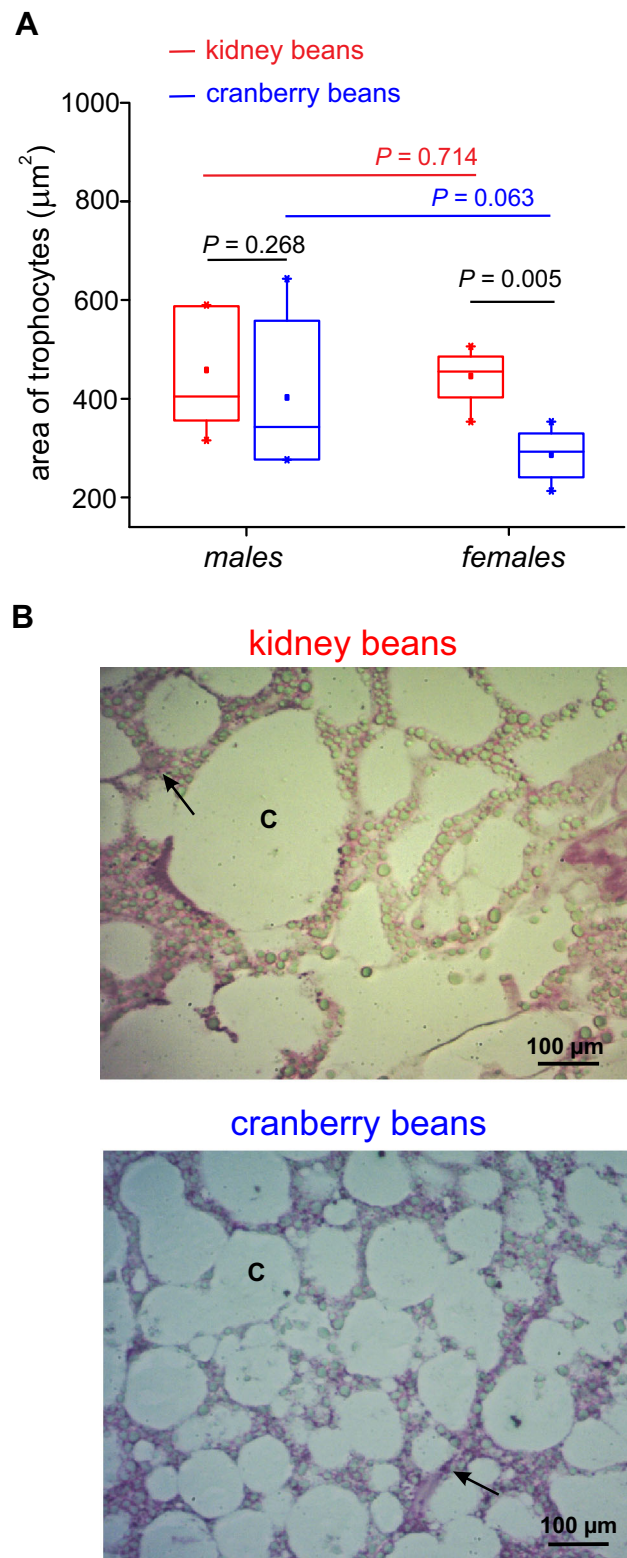 A
kidney beans
cranberry beans
1000
800
600
400
200
area of trophocytes (μm²)
P = 0.714
P = 0.063
P = 0.268
P = 0.005
males
females
B
kidney beans
C
100 μm
cranberry beans
C
100 μm